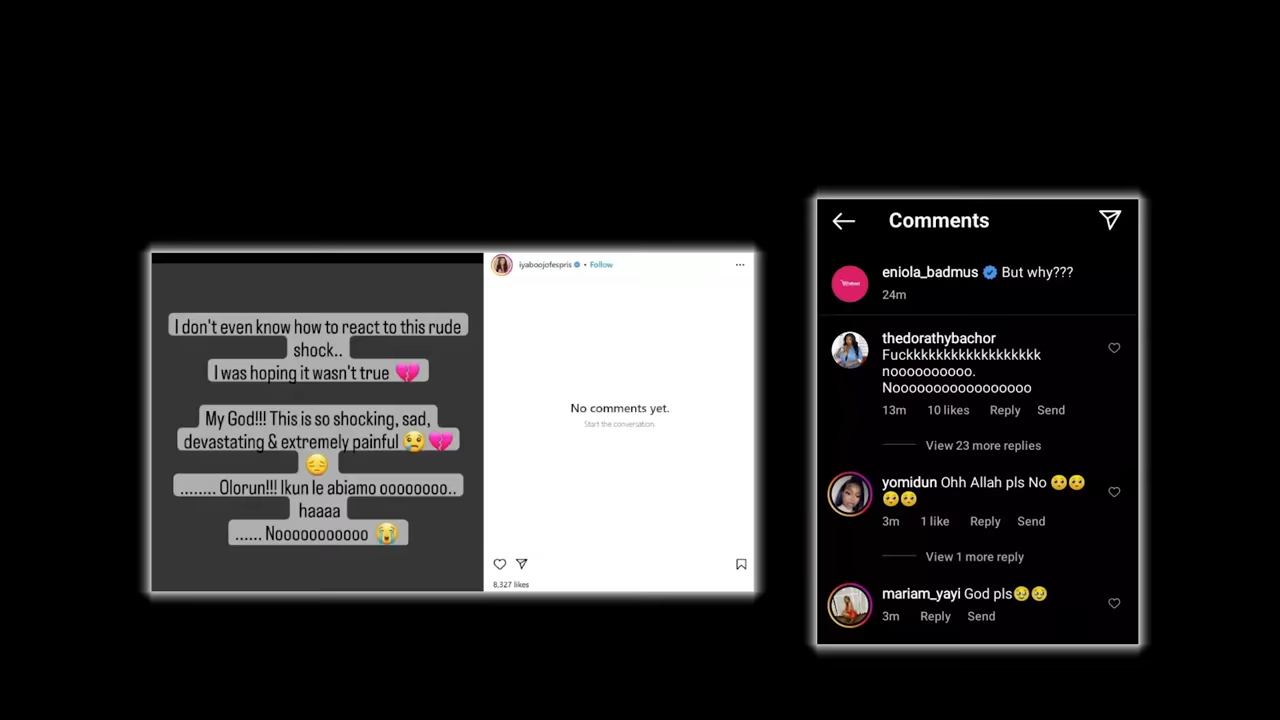 I don't even know how to react to this rude
shock..
I was hoping it wasn't true 💔
My God!!! This is so shocking, sad,
devastating & extremely painful 😢💔
😔
........ Olorun!!! Ikun le abiamo oooooooo..
haaaa
...... Nooooooooooo 😭
iyaboojofespris • Follow
No comments yet.
Start the conversation.
8,327 likes
Comments
eniola_badmus But why???
24m
thedorathybachor
Fuckkkkkkkkkkkkkkkkkk
noooooooooo.
Nooooooooooooooooo
13m 10 likes Reply Send
View 23 more replies
yomidun Ohh Allah pls No 🥺🥺
🥺🥺
3m 1 like Reply Send
View 1 more reply
mariam_yayi God pls🥹🥹
3m Reply Send